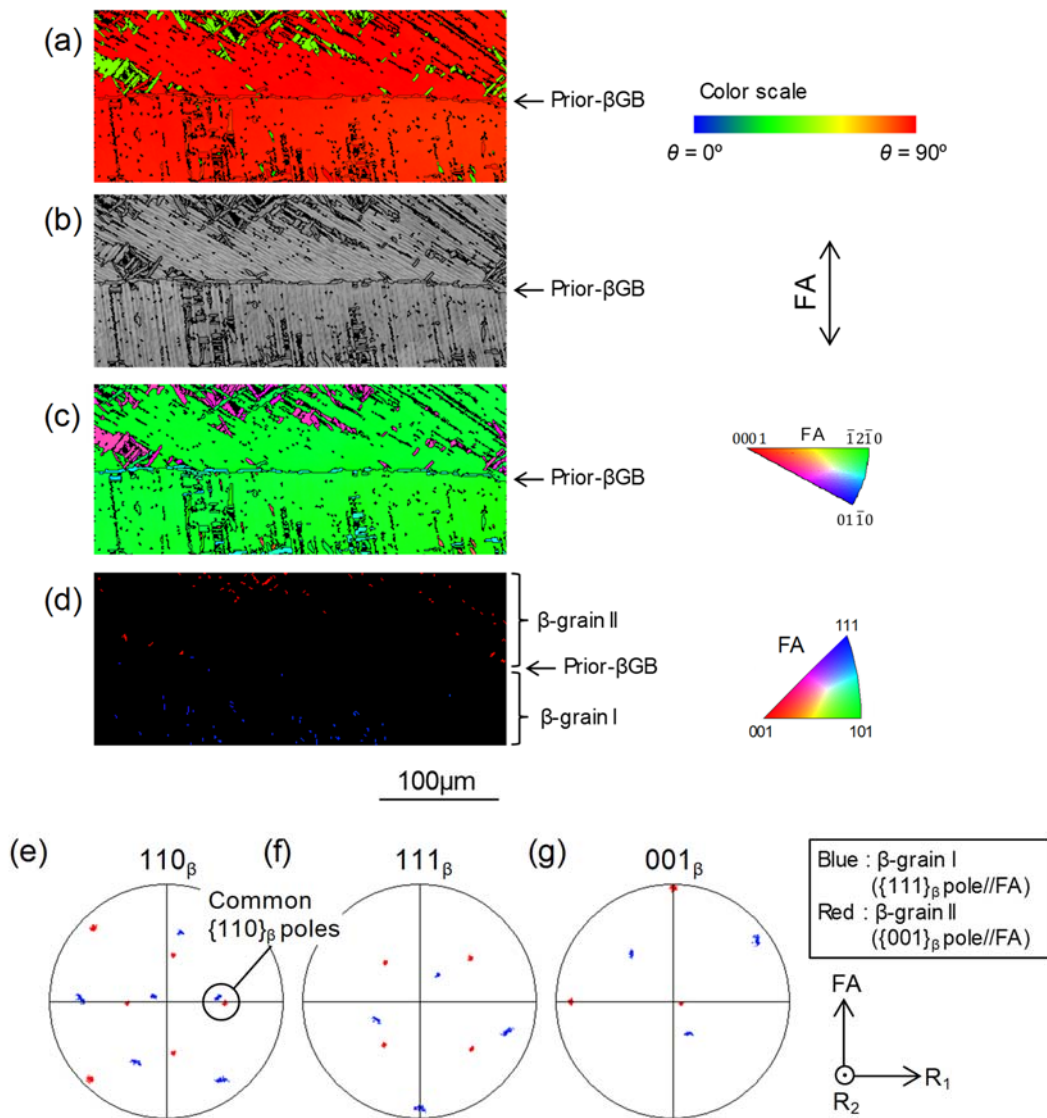 (a)
Prior-βGB
Color scale
θ = 0º
θ = 90º
(b)
Prior-βGB
FA
(c)
Prior-βGB
0001
FA
1̅21̅0
011̅0
(d)
β-grain II
Prior-βGB
β-grain I
FA
111
001
101
100μm
(e)
110β
Common
{110}β poles
(f)
111β
(g)
001β
Blue : β-grain I
({111}β pole//FA)
Red : β-grain II
({001}β pole//FA)
FA
R₁
R₂